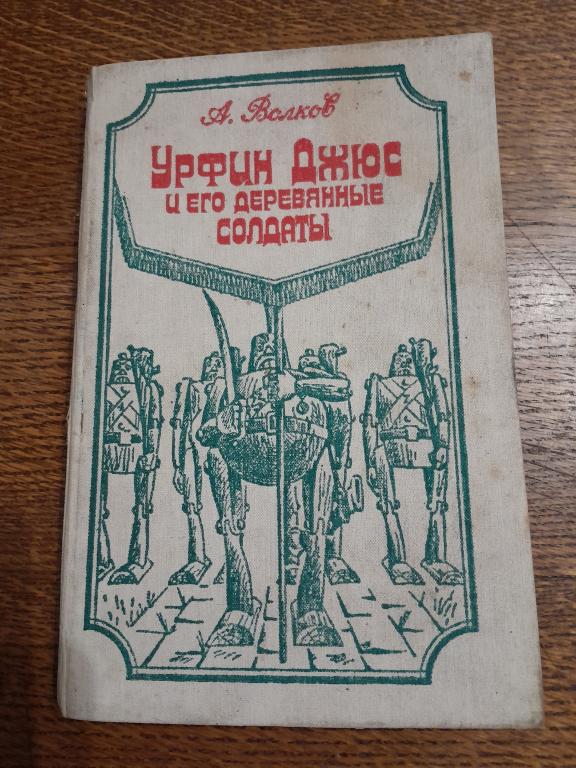 А. Волков
Урфин Джюс
и его деревянные
солдаты